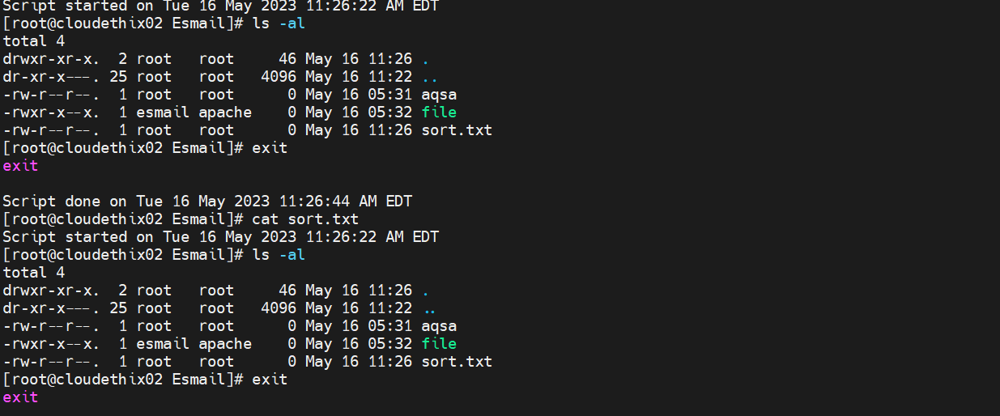 Script started on Tue 16 May 2023 11:26:22 AM EDT
[root@cloudethix02 Esmail]# ls -al
total 4
drwxr-xr-x.  2 root   root     46 May 16 11:26 .
dr-xr-x---. 25 root   root   4096 May 16 11:22 ..
-rw-r--r--.  1 root   root      0 May 16 05:31 aqsa
-rwxr-x--x.  1 esmail apache    0 May 16 05:32 file
-rw-r--r--.  1 root   root      0 May 16 11:26 sort.txt
[root@cloudethix02 Esmail]# exit
exit

Script done on Tue 16 May 2023 11:26:44 AM EDT
[root@cloudethix02 Esmail]# cat sort.txt
Script started on Tue 16 May 2023 11:26:22 AM EDT
[root@cloudethix02 Esmail]# ls -al
total 4
drwxr-xr-x.  2 root   root     46 May 16 11:26 .
dr-xr-x---. 25 root   root   4096 May 16 11:22 ..
-rw-r--r--.  1 root   root      0 May 16 05:31 aqsa
-rwxr-x--x.  1 esmail apache    0 May 16 05:32 file
-rw-r--r--.  1 root   root      0 May 16 11:26 sort.txt
[root@cloudethix02 Esmail]# exit
exit